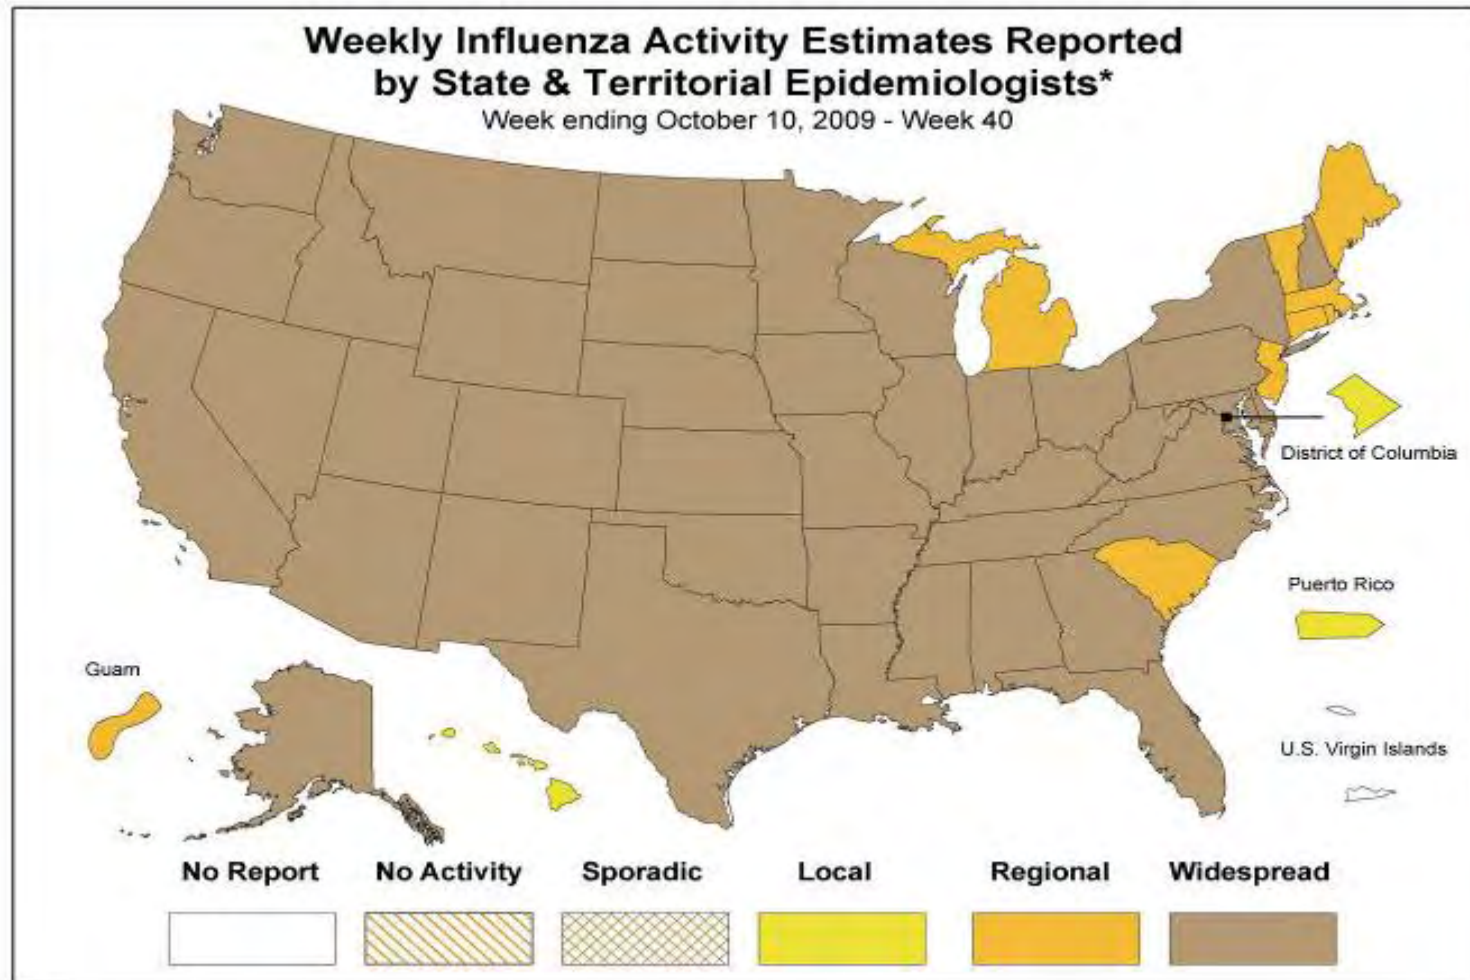 Weekly Influenza Activity Estimates Reported
by State & Territorial Epidemiologists*
Week ending October 10, 2009 - Week 40
District of Columbia
Puerto Rico
Guam
U.S. Virgin Islands
No Report
No Activity
Sporadic
Local
Regional
Widespread